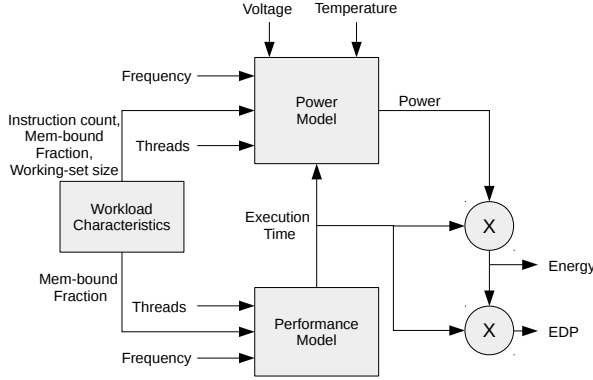 Voltage
Temperature
Frequency
Power
Model
Power
Instruction count,
Mem-bound
Fraction,
Working-set size
Threads
Workload
Characteristics
X
Execution
Time
Energy
Mem-bound
Fraction
Threads
Performance
Model
X
EDP
Frequency